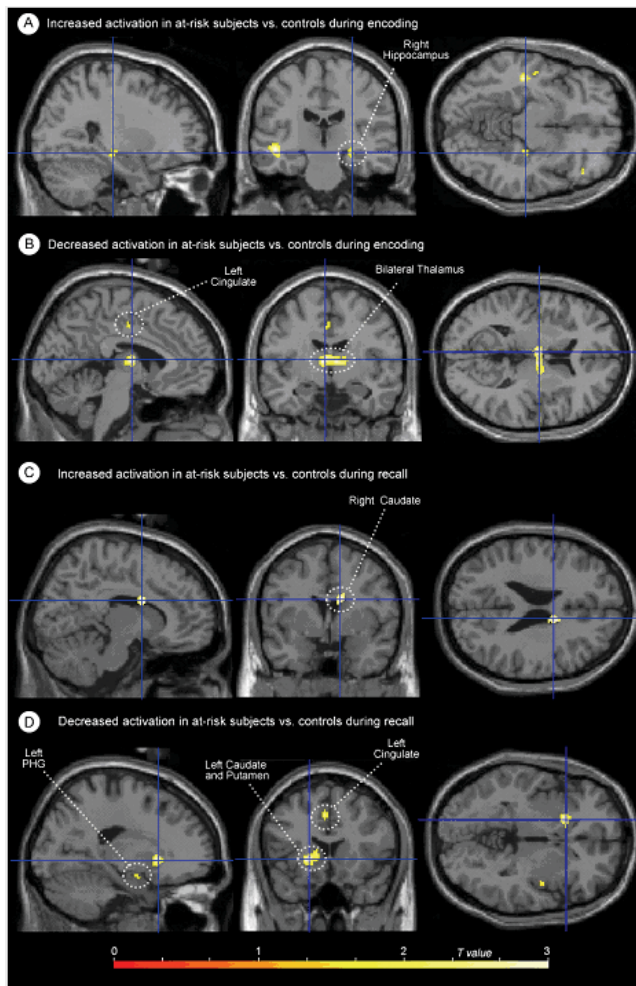 A Increased activation in at-risk subjects vs. controls during encoding
Right
Hippocampus
B Decreased activation in at-risk subjects vs. controls during encoding
Left
Cingulate
Bilateral Thalamus
C Increased activation in at-risk subjects vs. controls during recall
Right Caudate
D Decreased activation in at-risk subjects vs. controls during recall
Left
PHG
Left Caudate
and Putamen
Left
Cingulate
0 1 2 T value 3